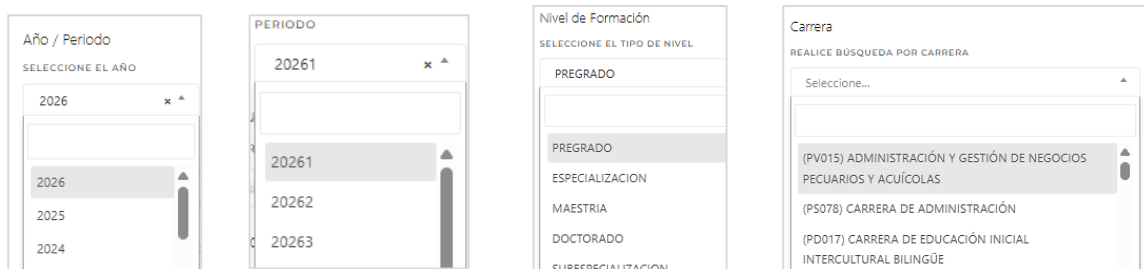 Año / Periodo
SELECCIONE EL AÑO
2026
2026
2025
2024
PERIODO
20261
20261
20262
20263
Nivel de Formación
SELECCIONE EL TIPO DE NIVEL
PREGRADO
PREGRADO
ESPECIALIZACION
MAESTRIA
DOCTORADO
SUBESPECIALIZACION
Carrera
REALICE BÚSQUEDA POR CARRERA
Seleccione...
(PV015) ADMINISTRACIÓN Y GESTIÓN DE NEGOCIOS
PECUARIOS Y ACUÍCOLAS
(PS078) CARRERA DE ADMINISTRACIÓN
(PD017) CARRERA DE EDUCACIÓN INICIAL
INTERCULTURAL BILINGÜE